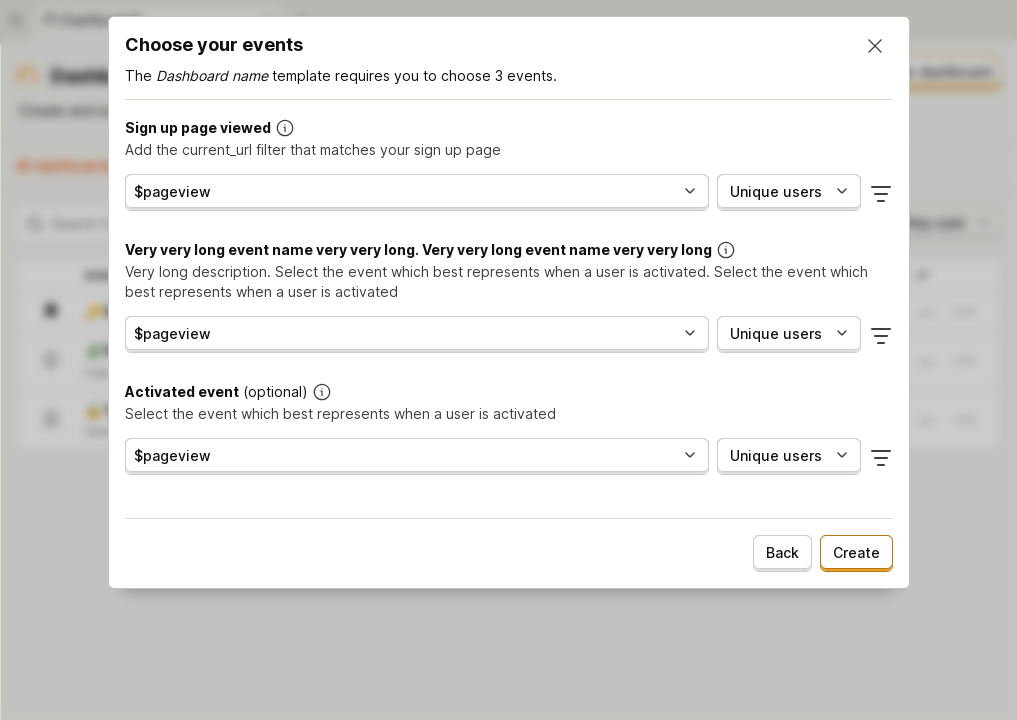 Choose your events
The Dashboard name template requires you to choose 3 events.
Sign up page viewed
Add the current_url filter that matches your sign up page
$pageview Unique users
Very very long event name very very long. Very very long event name very very long
Very long description. Select the event which best represents when a user is activated. Select the event which
best represents when a user is activated
$pageview Unique users
Activated event (optional)
Select the event which best represents when a user is activated
$pageview Unique users
Back Create